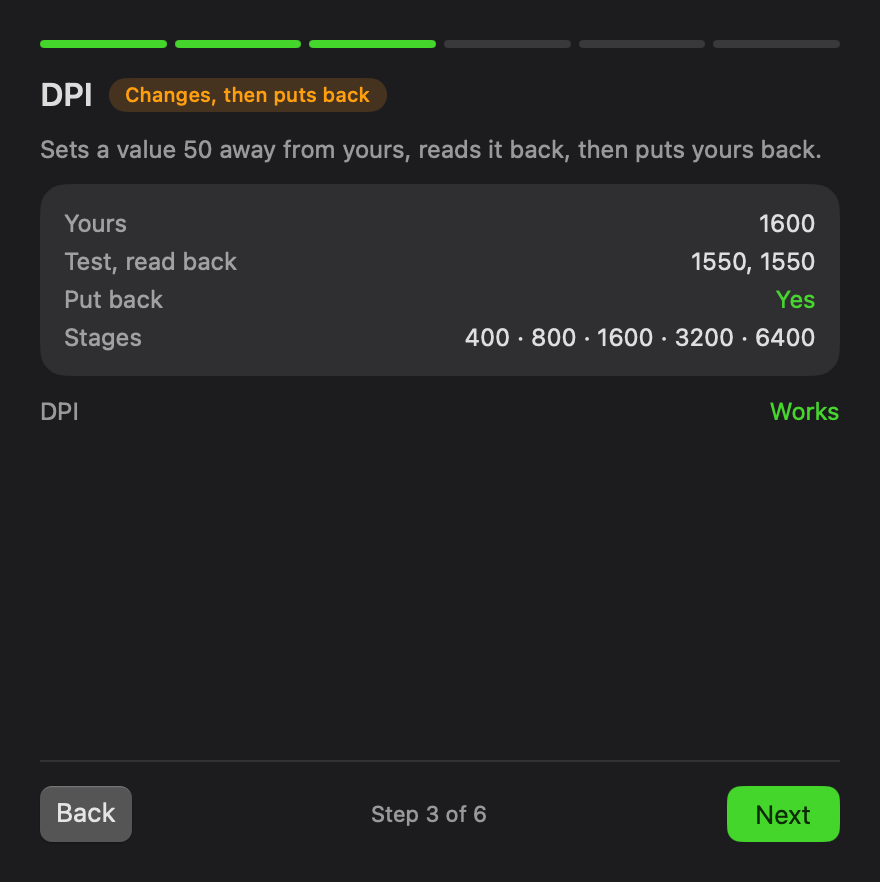 DPI Changes, then puts back
Sets a value 50 away from yours, reads it back, then puts yours back.
Yours 1600
Test, read back 1550, 1550
Put back Yes
Stages 400 · 800 · 1600 · 3200 · 6400
DPI Works
Back Step 3 of 6 Next